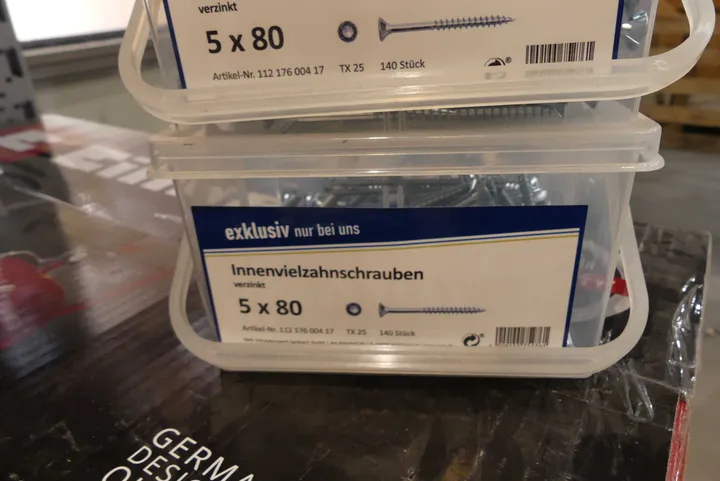 verzinkt
5 x 80
Artikel-Nr. 112 176 004 17 TX 25 140 Stück
exklusiv nur bei uns
Innenvielzahnschrauben
verzinkt
5 x 80
Artikel-Nr. 112 176 004 17 TX 25 140 Stück
GERMA
DESIG